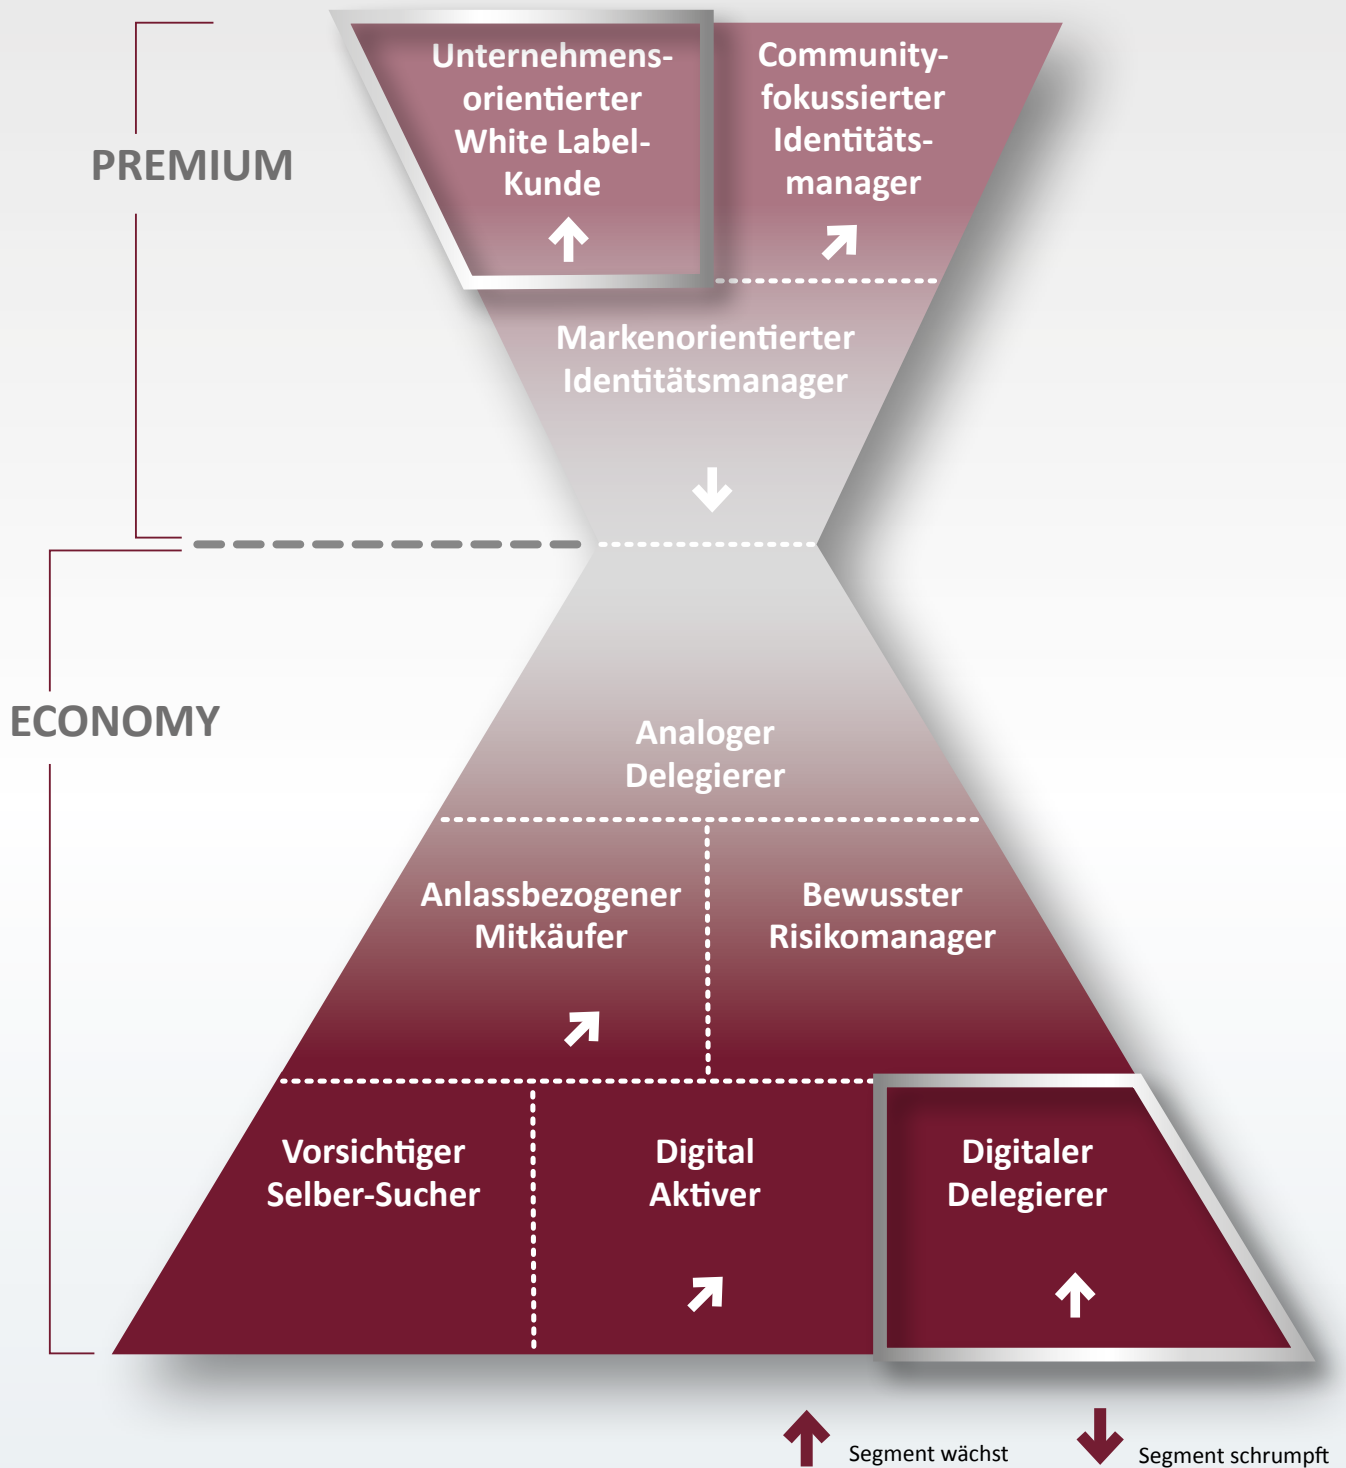 Unternehmens-
orientierter
White Label-
Kunde
Community-
fokussierter
Identitäts-
manager
PREMIUM
Markenorientierter
Identitätsmanager
ECONOMY
Analoger
Delegierer
Anlassbezogener
Mitkäufer
Bewusster
Risikomanager
Vorsichtiger
Selber-Sucher
Digital
Aktiver
Digitaler
Delegierer
Segment wächst
Segment schrumpft